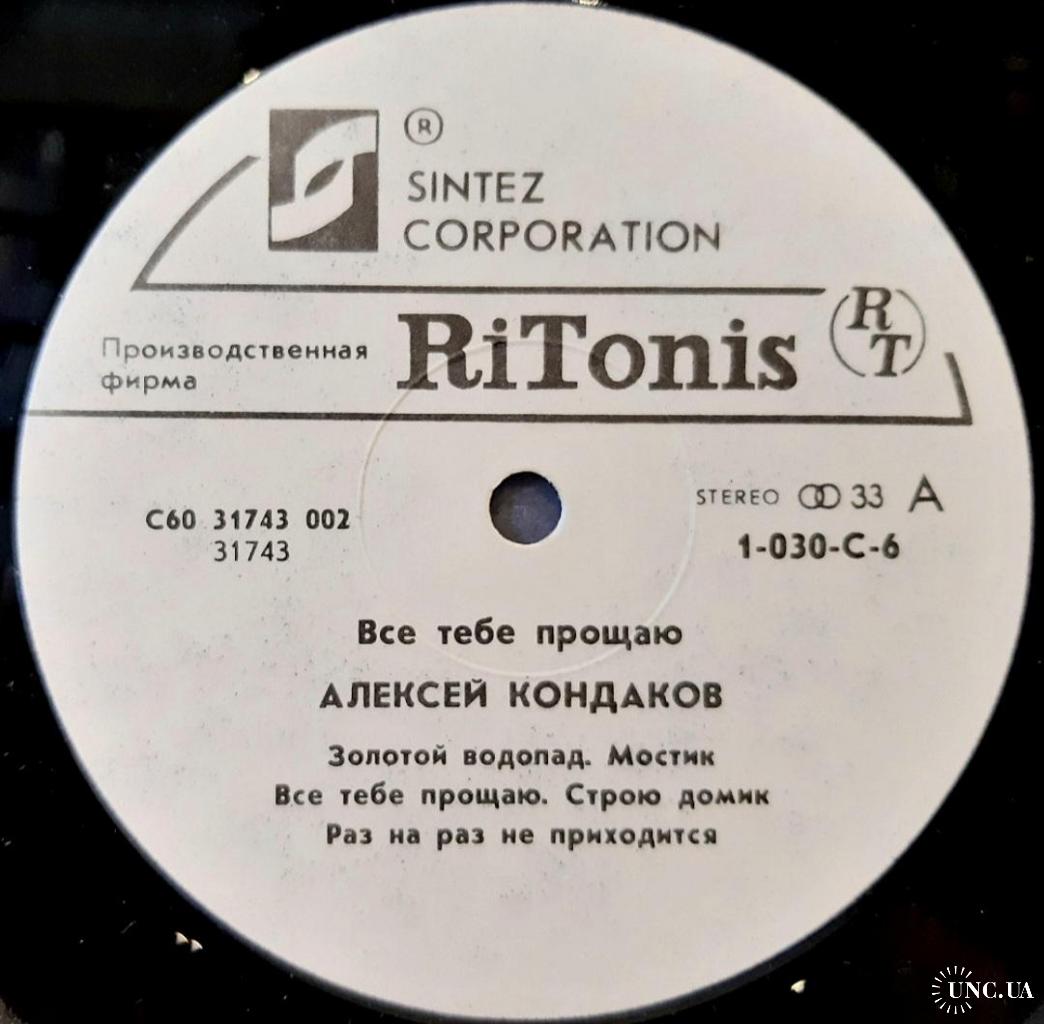 ®
SINTEZ
CORPORATION
Производственная
фирма
RiTonis
RT
C60 31743 002
31743
STEREO 33 A
1-030-C-6
Все тебе прощаю
АЛЕКСЕЙ КОНДАКОВ
Золотой водопад. Мостик
Все тебе прощаю. Строю домик
Раз на раз не приходится
UNC.UA